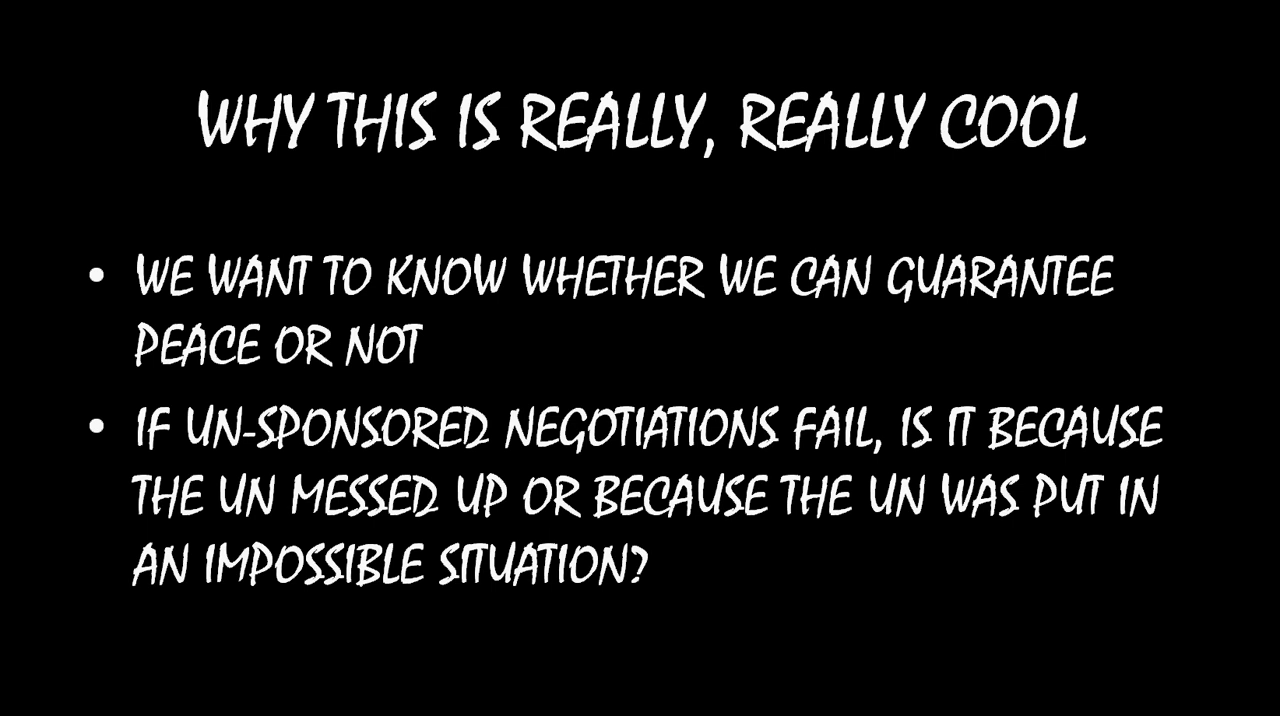 WHY THIS IS REALLY, REALLY COOL
• WE WANT TO KNOW WHETHER WE CAN GUARANTEE
PEACE OR NOT
• IF UN-SPONSORED NEGOTIATIONS FAIL, IS IT BECAUSE
THE UN MESSED UP OR BECAUSE THE UN WAS PUT IN
AN IMPOSSIBLE SITUATION?